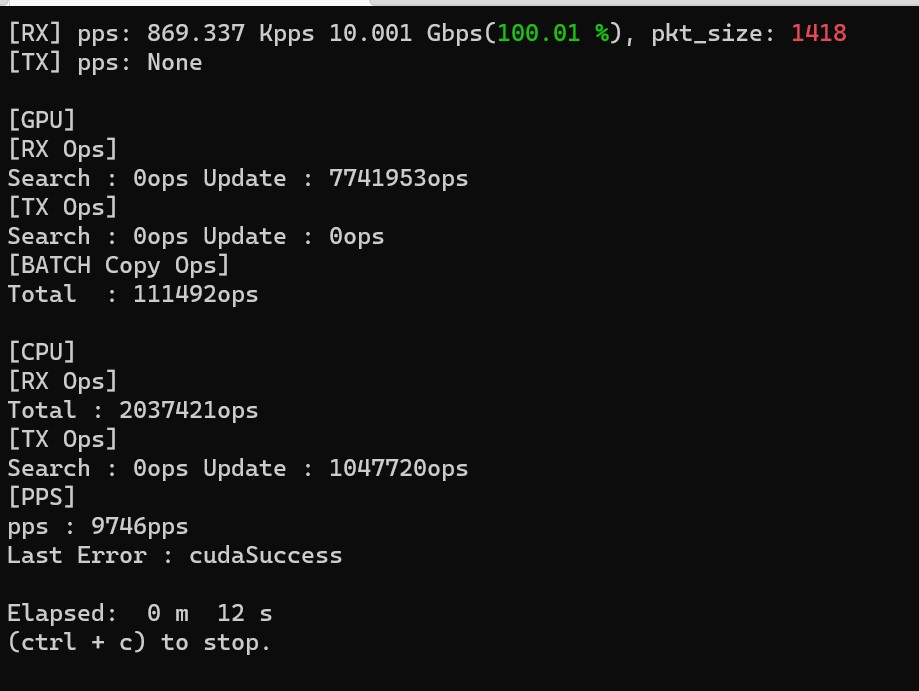 [RX] pps: 869.337 Kpps 10.001 Gbps(100.01 %), pkt_size: 1418
[TX] pps: None
[GPU]
[RX Ops]
Search : 0ops Update : 7741953ops
[TX Ops]
Search : 0ops Update : 0ops
[BATCH Copy Ops]
Total  : 111492ops
[CPU]
[RX Ops]
Total : 2037421ops
[TX Ops]
Search : 0ops Update : 1047720ops
[PPS]
pps : 9746pps
Last Error : cudaSuccess
Elapsed:  0 m  12 s
(ctrl + c) to stop.